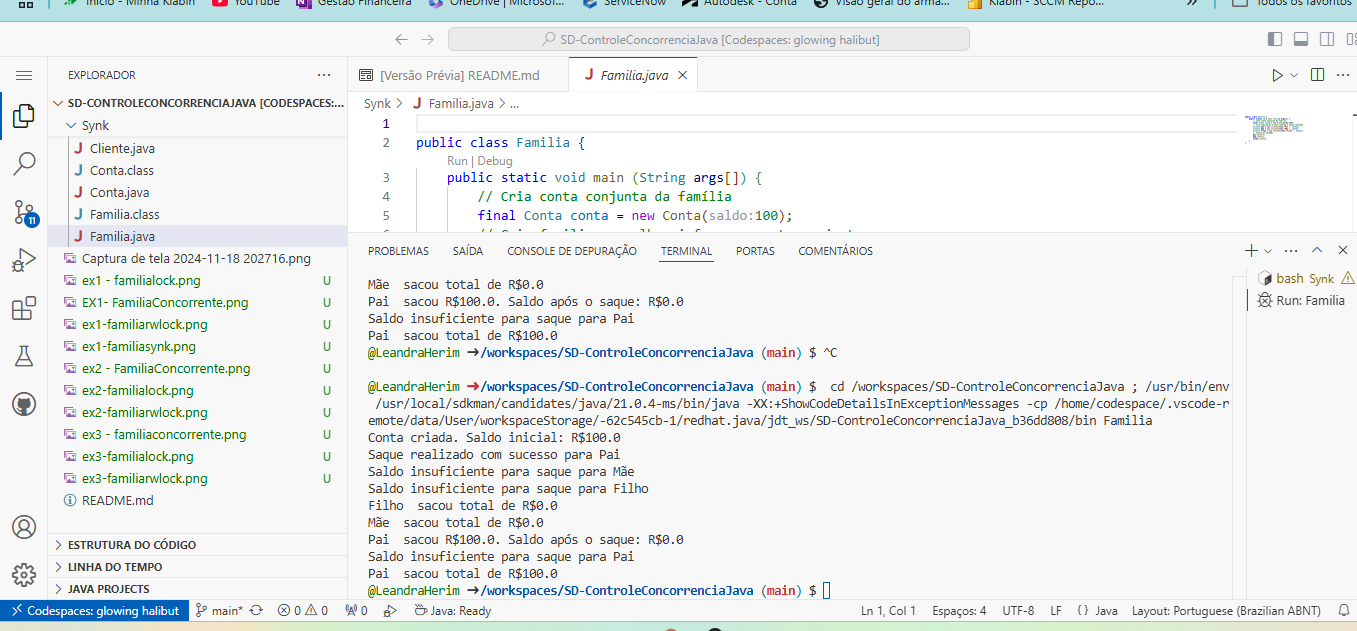 Início - Minha Klabin YouTube Gestão Financeira OneDrive | Microsof... ServiceNow Autodesk - Conta Visão geral do arma... Klabin - SCCM Repo... » Todos os favoritos
SD-ControleConcorrenciaJava [Codespaces: glowing halibut]
EXPLORADOR ···
SD-CONTROLECONCORRENCIAJAVA [CODESPACES:...
Synk
Cliente.java
Conta.class
Conta.java
Familia.class
Familia.java
Captura de tela 2024-11-18 202716.png
ex1 - familialock.png U
EX1- FamiliaConcorrente.png U
ex1-familiarwlock.png U
ex1-familiasynk.png U
ex2 - FamiliaConcorrente.png U
ex2-familialock.png U
ex2-familiarwlock.png U
ex3 - familiaconcorrente.png U
ex3-familialock.png U
ex3-familiarwlock.png U
README.md
ESTRUTURA DO CÓDIGO
LINHA DO TEMPO
JAVA PROJECTS
11
[Versão Prévia] README.md
J Familia.java ×
Synk > J Familia.java > ...
1
2 public class Familia {
Run | Debug
3 public static void main (String args[]) {
4 // Cria conta conjunta da família
5 final Conta conta = new Conta(saldo:100);
PROBLEMAS SAÍDA CONSOLE DE DEPURAÇÃO TERMINAL PORTAS COMENTÁRIOS
bash Synk
Run: Familia
Mãe  sacou total de R$0.0
Pai  sacou R$100.0. Saldo após o saque: R$0.0
Saldo insuficiente para saque para Pai
Pai  sacou total de R$100.0
@LeandraHerim ➜/workspaces/SD-ControleConcorrenciaJava (main) $ ^C
@LeandraHerim ➜/workspaces/SD-ControleConcorrenciaJava (main) $  cd /workspaces/SD-ControleConcorrenciaJava ; /usr/bin/env
/usr/local/sdkman/candidates/java/21.0.4-ms/bin/java -XX:+ShowCodeDetailsInExceptionMessages -cp /home/codespace/.vscode-r
emote/data/User/workspaceStorage/-62c545cb-1/redhat.java/jdt_ws/SD-ControleConcorrenciaJava_b36dd808/bin Familia
Conta criada. Saldo inicial: R$100.0
Saque realizado com sucesso para Pai
Saldo insuficiente para saque para Mãe
Saldo insuficiente para saque para Filho
Filho  sacou total de R$0.0
Mãe  sacou total de R$0.0
Pai  sacou R$100.0. Saldo após o saque: R$0.0
Saldo insuficiente para saque para Pai
Pai  sacou total de R$100.0
@LeandraHerim ➜/workspaces/SD-ControleConcorrenciaJava (main) $
Codespaces: glowing halibut main* 0 0 0 Java: Ready Ln 1, Col 1 Espaços: 4 UTF-8 LF {} Java Layout: Portuguese (Brazilian ABNT)